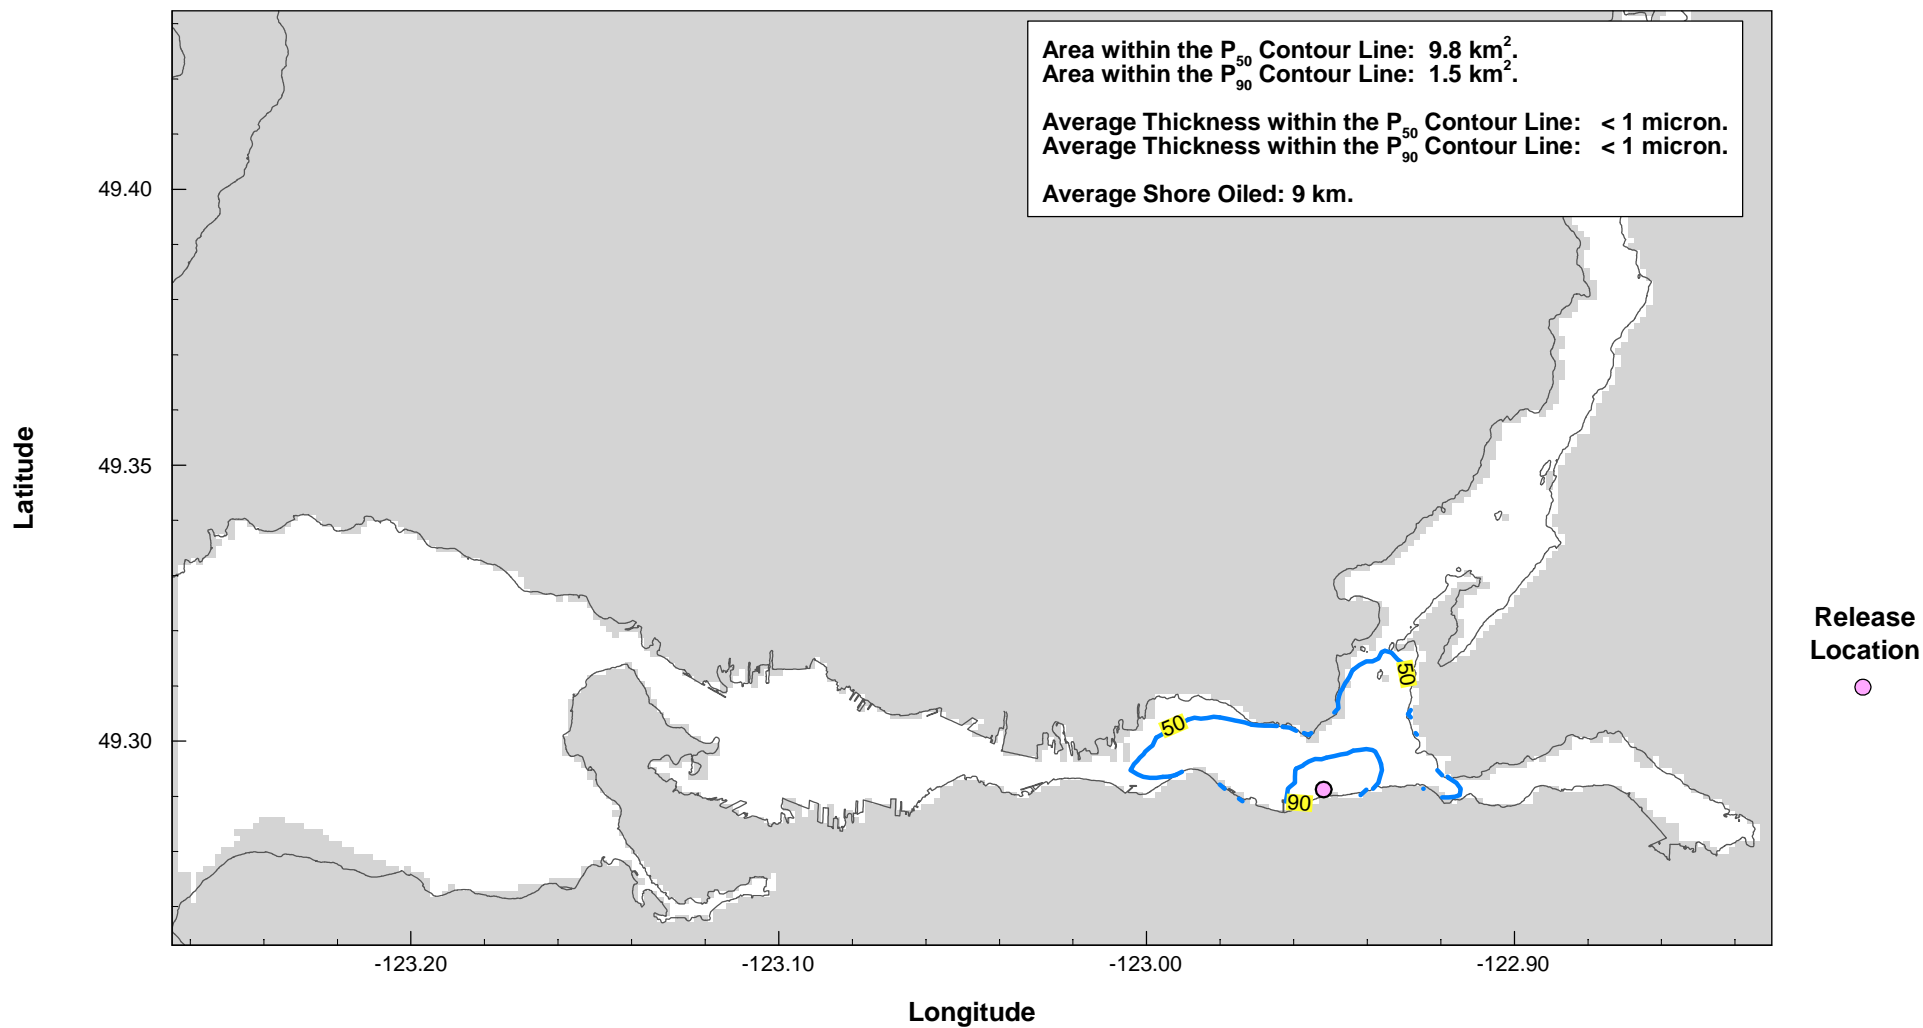 Area within the P50 Contour Line: 9.8 km2.
Area within the P90 Contour Line: 1.5 km2.
Average Thickness within the P50 Contour Line: < 1 micron.
Average Thickness within the P90 Contour Line: < 1 micron.
Average Shore Oiled: 9 km.
49.40
49.35
49.30
Latitude
50
50
90
Release
Location
-123.20
-123.10
-123.00
-122.90
Longitude